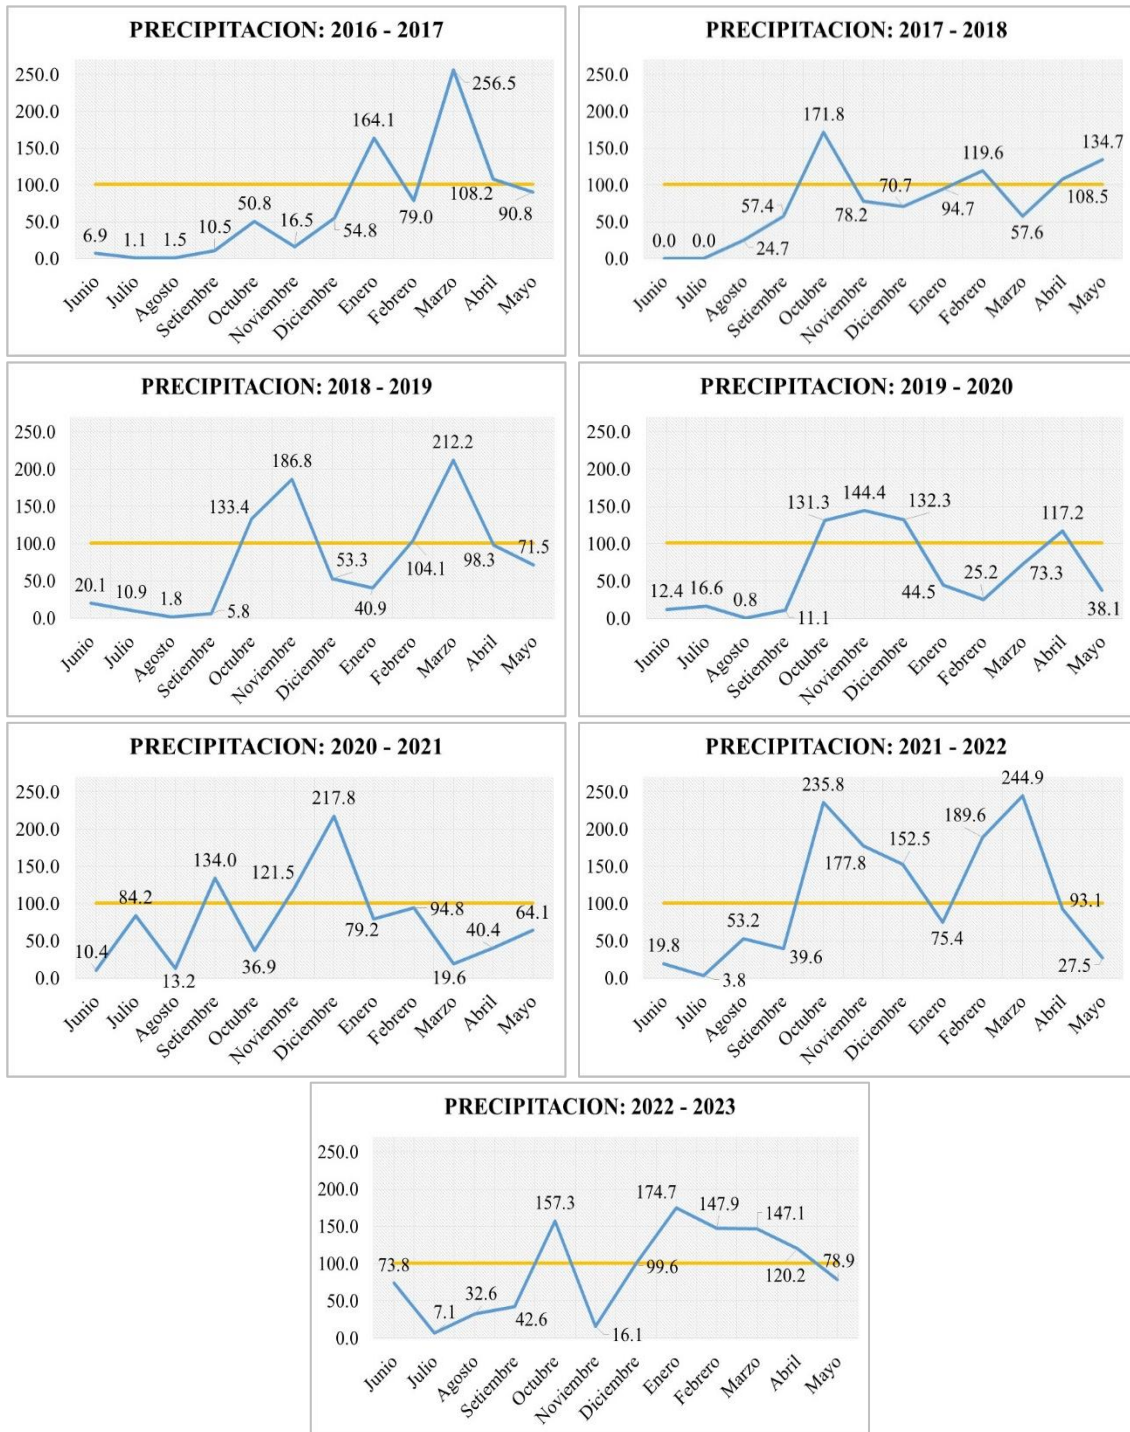 PRECIPITACION: 2016 - 2017
250.0
200.0
150.0
100.0
50.0
0.0
6.9
1.1
1.5
10.5
50.8
16.5
54.8
164.1
79.0
256.5
108.2
90.8
Junio
Julio
Agosto
Setiembre
Octubre
Noviembre
Diciembre
Enero
Febrero
Marzo
Abril
Mayo
PRECIPITACION: 2017 - 2018
250.0
200.0
150.0
100.0
50.0
0.0
0.0
0.0
24.7
57.4
171.8
78.2
70.7
94.7
119.6
57.6
108.5
134.7
Junio
Julio
Agosto
Setiembre
Octubre
Noviembre
Diciembre
Enero
Febrero
Marzo
Abril
Mayo
PRECIPITACION: 2018 - 2019
250.0
200.0
150.0
100.0
50.0
0.0
20.1
10.9
1.8
5.8
133.4
186.8
53.3
40.9
104.1
212.2
98.3
71.5
Junio
Julio
Agosto
Setiembre
Octubre
Noviembre
Diciembre
Enero
Febrero
Marzo
Abril
Mayo
PRECIPITACION: 2019 - 2020
250.0
200.0
150.0
100.0
50.0
0.0
12.4
16.6
0.8
11.1
131.3
144.4
132.3
44.5
25.2
73.3
117.2
38.1
Junio
Julio
Agosto
Setiembre
Octubre
Noviembre
Diciembre
Enero
Febrero
Marzo
Abril
Mayo
PRECIPITACION: 2020 - 2021
250.0
200.0
150.0
100.0
50.0
0.0
10.4
84.2
13.2
134.0
36.9
121.5
217.8
79.2
94.8
19.6
40.4
64.1
Junio
Julio
Agosto
Setiembre
Octubre
Noviembre
Diciembre
Enero
Febrero
Marzo
Abril
Mayo
PRECIPITACION: 2021 - 2022
250.0
200.0
150.0
100.0
50.0
0.0
19.8
3.8
53.2
39.6
235.8
177.8
152.5
75.4
189.6
244.9
93.1
27.5
Junio
Julio
Agosto
Setiembre
Octubre
Noviembre
Diciembre
Enero
Febrero
Marzo
Abril
Mayo
PRECIPITACION: 2022 - 2023
250.0
200.0
150.0
100.0
50.0
0.0
73.8
7.1
32.6
42.6
157.3
16.1
99.6
174.7
147.9
147.1
120.2
78.9
Junio
Julio
Agosto
Setiembre
Octubre
Noviembre
Diciembre
Enero
Febrero
Marzo
Abril
Mayo